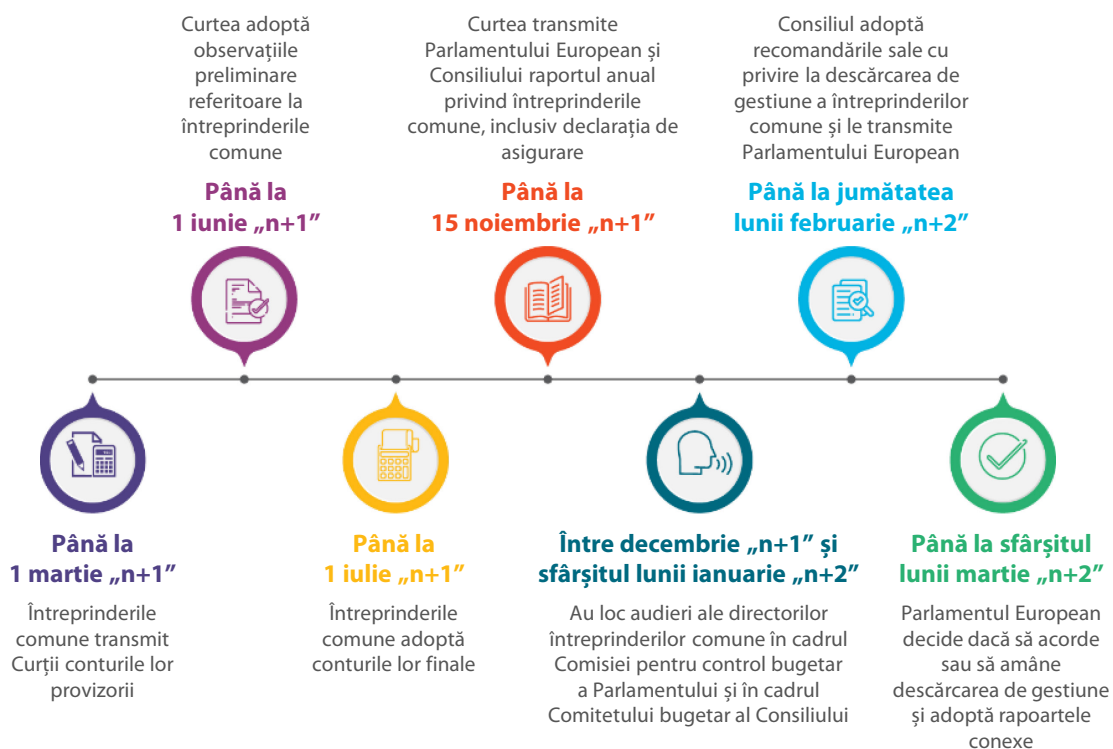 Curtea adoptă
observațiile
preliminare
referitoare la
întreprinderile
comune
Până la
1 iunie „n+1”
Curtea transmite
Parlamentului European și
Consiliului raportul anual
privind întreprinderile
comune, inclusiv declarația de
asigurare
Până la
15 noiembrie „n+1”
Consiliul adoptă
recomandările sale cu
privire la descărcarea de
gestiune a întreprinderilor
comune și le transmite
Parlamentului European
Până la jumătatea
lunii februarie „n+2”
Până la
1 martie „n+1”
Întreprinderile
comune transmit
Curții conturile lor
provizorii
Până la
1 iulie „n+1”
Întreprinderile
comune adoptă
conturile lor finale
Între decembrie „n+1” și
sfârșitul lunii ianuarie „n+2”
Au loc audieri ale directorilor
întreprinderilor comune în cadrul
Comisiei pentru control bugetar
a Parlamentului și în cadrul
Comitetului bugetar al Consiliului
Până la sfârșitul
lunii martie „n+2”
Parlamentul European
decide dacă să acorde
sau să amâne
descărcarea de gestiune
și adoptă rapoartele
conexe